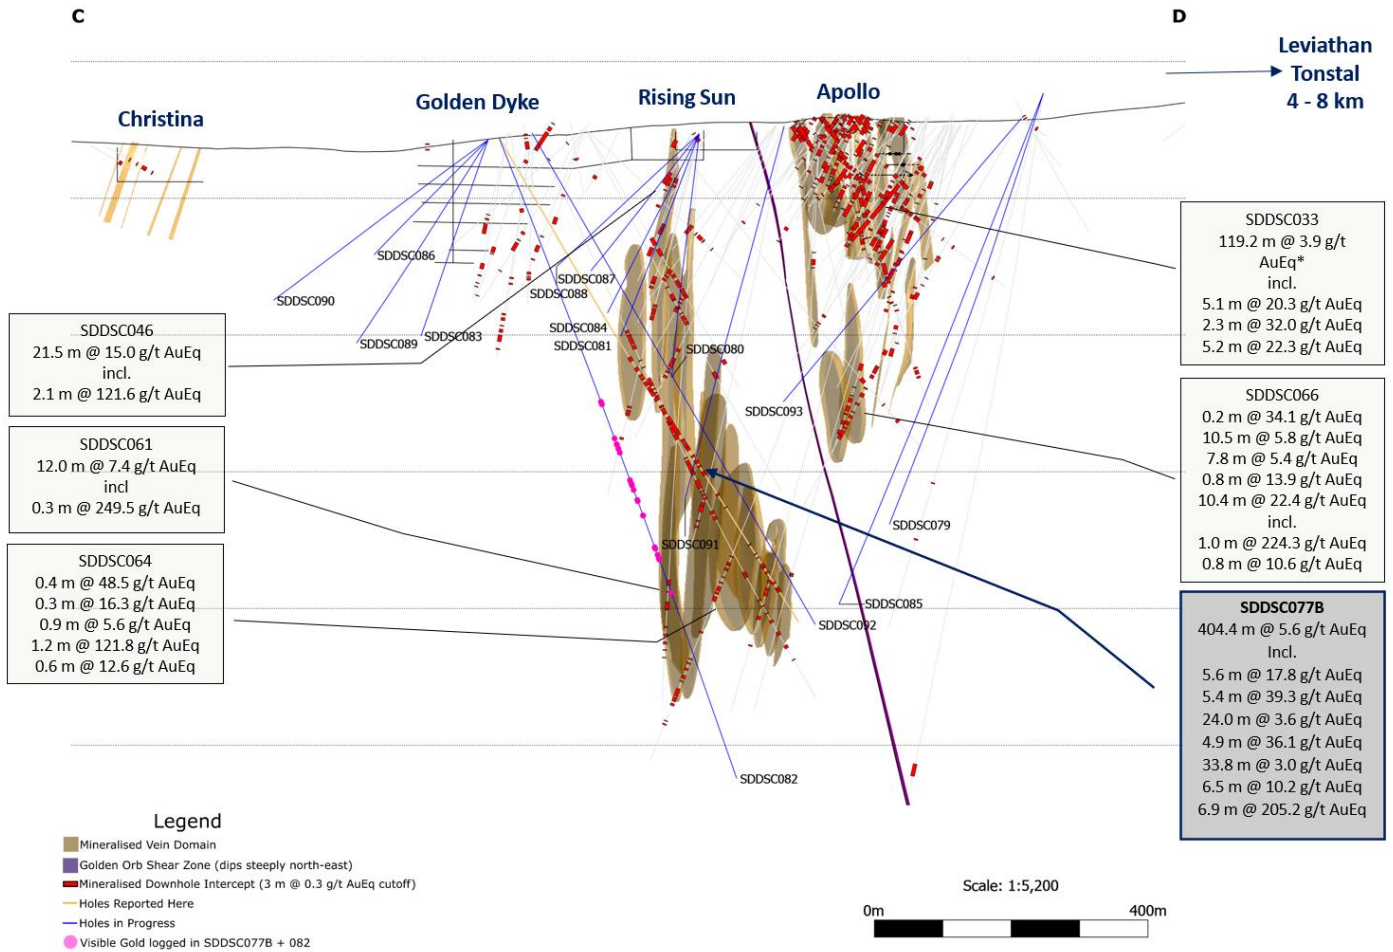 C
D
Leviathan
Tonstal
4 - 8 km
Christina
Golden Dyke
Rising Sun
Apollo
SDDSC086
SDDSC090
SDDSC089
SDDSC083
SDDSC087
SDDSC088
SDDSC084
SDDSC081
SDDSC080
SDDSC093
SDDSC079
SDDSC091
SDDSC085
SDDSC092
SDDSC082
SDDSC046
21.5 m @ 15.0 g/t AuEq
incl.
2.1 m @ 121.6 g/t AuEq
SDDSC061
12.0 m @ 7.4 g/t AuEq
incl
0.3 m @ 249.5 g/t AuEq
SDDSC064
0.4 m @ 48.5 g/t AuEq
0.3 m @ 16.3 g/t AuEq
0.9 m @ 5.6 g/t AuEq
1.2 m @ 121.8 g/t AuEq
0.6 m @ 12.6 g/t AuEq
SDDSC033
119.2 m @ 3.9 g/t
AuEq*
incl.
5.1 m @ 20.3 g/t AuEq
2.3 m @ 32.0 g/t AuEq
5.2 m @ 22.3 g/t AuEq
SDDSC066
0.2 m @ 34.1 g/t AuEq
10.5 m @ 5.8 g/t AuEq
7.8 m @ 5.4 g/t AuEq
0.8 m @ 13.9 g/t AuEq
10.4 m @ 22.4 g/t AuEq
incl.
1.0 m @ 224.3 g/t AuEq
0.8 m @ 10.6 g/t AuEq
SDDSC077B
404.4 m @ 5.6 g/t AuEq
Incl.
5.6 m @ 17.8 g/t AuEq
5.4 m @ 39.3 g/t AuEq
24.0 m @ 3.6 g/t AuEq
4.9 m @ 36.1 g/t AuEq
33.8 m @ 3.0 g/t AuEq
6.5 m @ 10.2 g/t AuEq
6.9 m @ 205.2 g/t AuEq
Legend
Mineralised Vein Domain
Golden Orb Shear Zone (dips steeply north-east)
Mineralised Downhole Intercept (3 m @ 0.3 g/t AuEq cutoff)
Holes Reported Here
Holes in Progress
Visible Gold logged in SDDSC077B + 082
Scale: 1:5,200
0m
400m